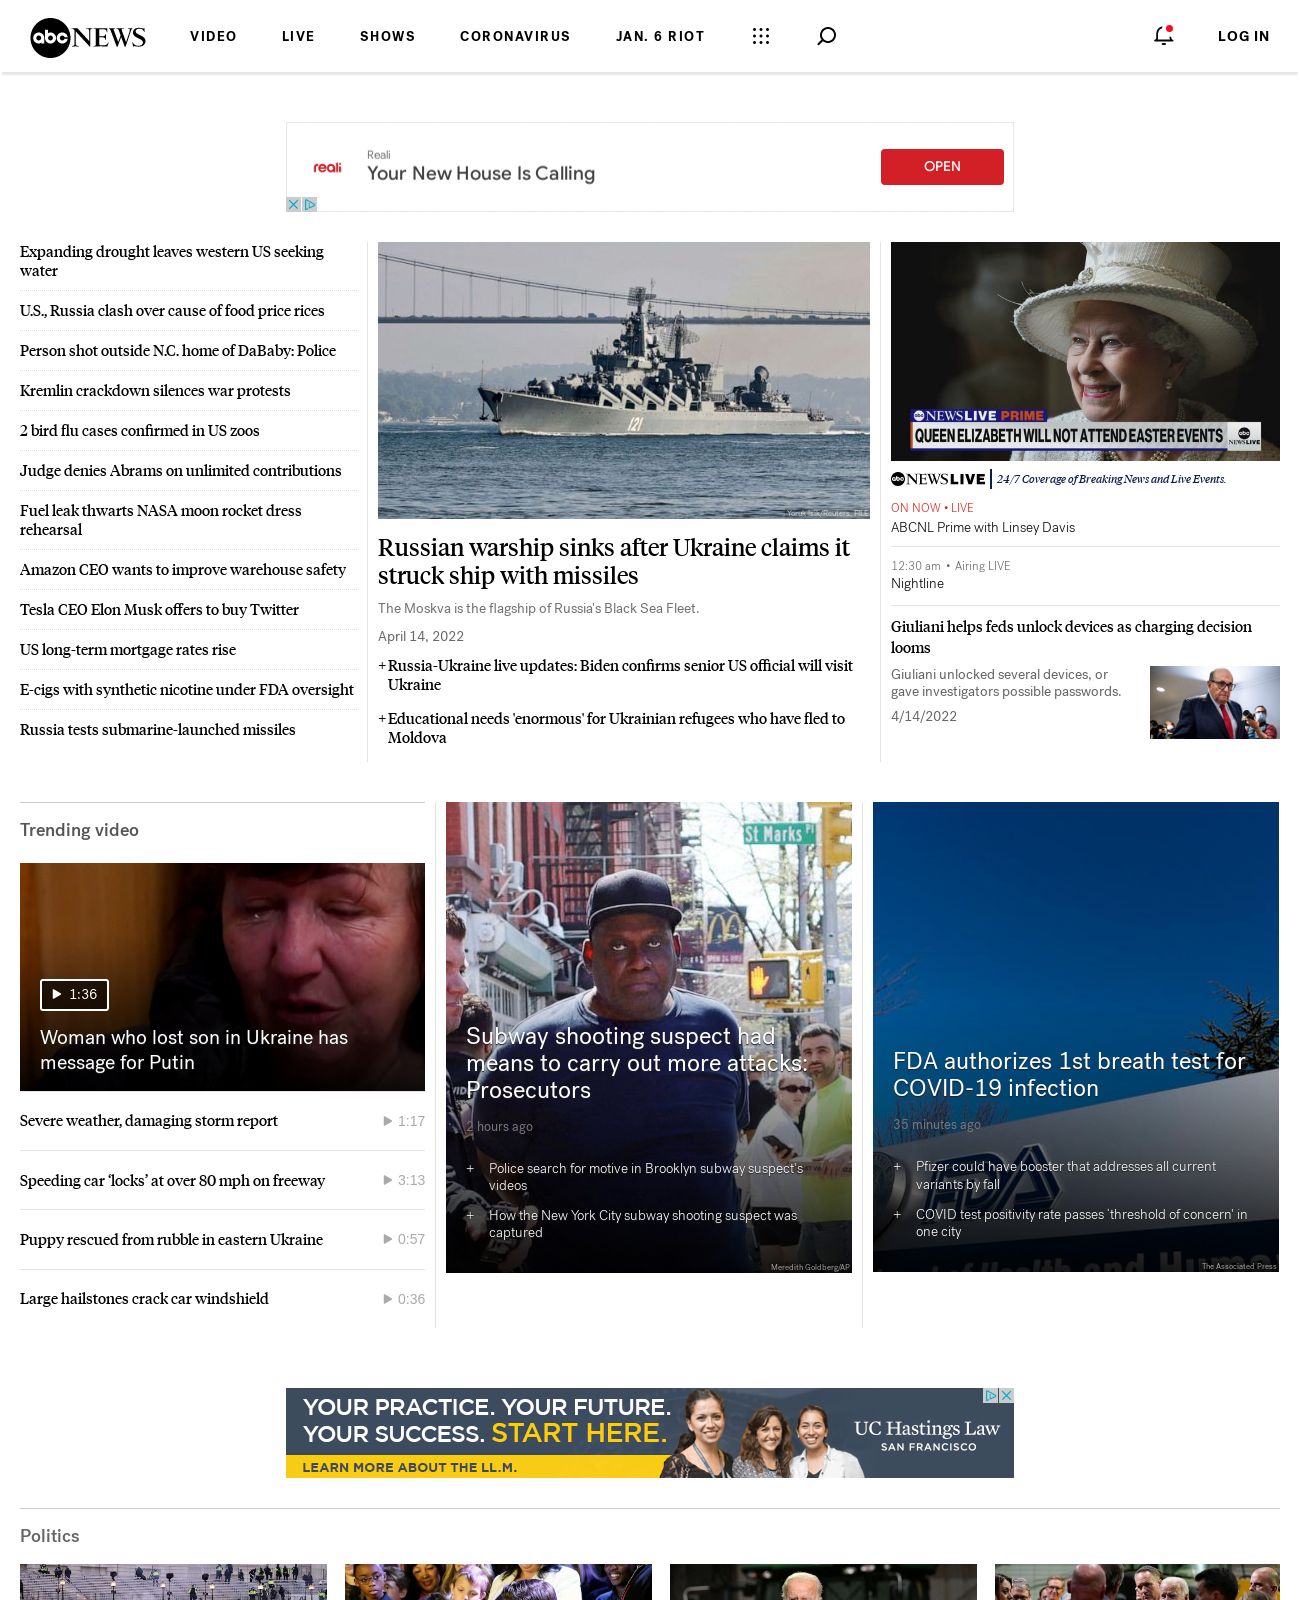 abc NEWS
VIDEO
LIVE
SHOWS
CORONAVIRUS
JAN. 6 RIOT
LOG IN
reali
Reali
Your New House Is Calling
OPEN
Expanding drought leaves western US seeking
water
U.S., Russia clash over cause of food price rices
Person shot outside N.C. home of DaBaby: Police
Kremlin crackdown silences war protests
2 bird flu cases confirmed in US zoos
Judge denies Abrams on unlimited contributions
Fuel leak thwarts NASA moon rocket dress
rehearsal
Amazon CEO wants to improve warehouse safety
Tesla CEO Elon Musk offers to buy Twitter
US long-term mortgage rates rise
E-cigs with synthetic nicotine under FDA oversight
Russia tests submarine-launched missiles
121
Yoruk Isik/Reuters, FILE
Russian warship sinks after Ukraine claims it
struck ship with missiles
The Moskva is the flagship of Russia's Black Sea Fleet.
April 14, 2022
+ Russia-Ukraine live updates: Biden confirms senior US official will visit
Ukraine
+ Educational needs 'enormous' for Ukrainian refugees who have fled to
Moldova
abc NEWS LIVE PRIME
QUEEN ELIZABETH WILL NOT ATTEND EASTER EVENTS
abc
NEWS LIVE
abc NEWS LIVE
24/7 Coverage of Breaking News and Live Events.
ON NOW • LIVE
ABCNL Prime with Linsey Davis
12:30 am • Airing LIVE
Nightline
Giuliani helps feds unlock devices as charging decision
looms
Giuliani unlocked several devices, or
gave investigators possible passwords.
4/14/2022
Trending video
1:36
Woman who lost son in Ukraine has
message for Putin
Severe weather, damaging storm report
1:17
Speeding car ‘locks’ at over 80 mph on freeway
3:13
Puppy rescued from rubble in eastern Ukraine
0:57
Large hailstones crack car windshield
0:36
St Marks Pl
Subway shooting suspect had
means to carry out more attacks:
Prosecutors
2 hours ago
+ Police search for motive in Brooklyn subway suspect's
videos
+ How the New York City subway shooting suspect was
captured
Meredith Goldberg/AP
FDA authorizes 1st breath test for
COVID-19 infection
35 minutes ago
+ Pfizer could have booster that addresses all current
variants by fall
+ COVID test positivity rate passes 'threshold of concern' in
one city
FDA
of Health and Human
The Associated Press
YOUR PRACTICE. YOUR FUTURE.
YOUR SUCCESS. START HERE.
LEARN MORE ABOUT THE LL.M.
UC Hastings Law
SAN FRANCISCO
Politics